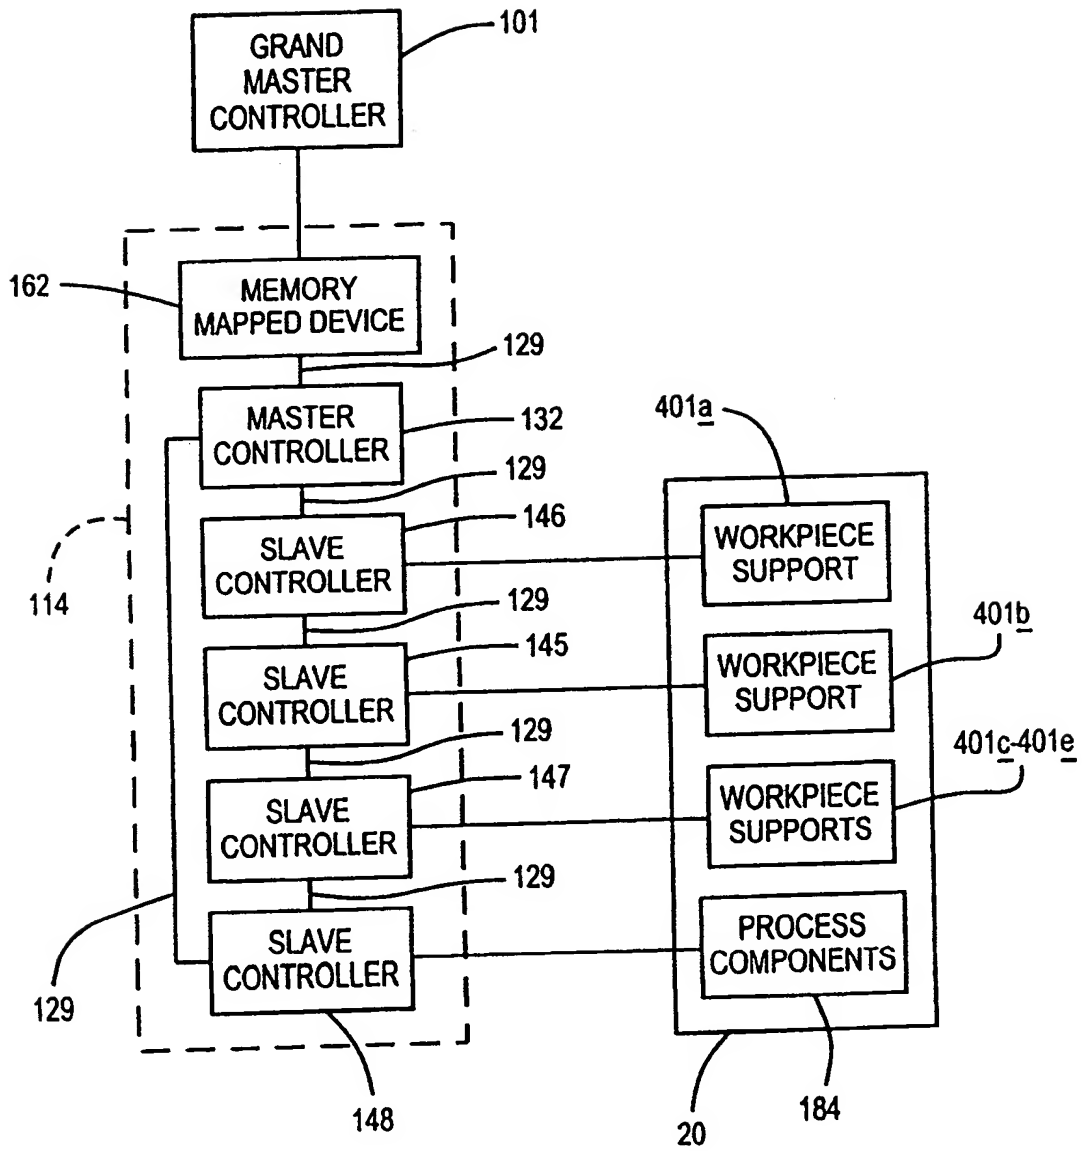 GRAND
MASTER
CONTROLLER
101
162
MEMORY
MAPPED DEVICE
129
MASTER
CONTROLLER
132
129
401a
146
SLAVE
CONTROLLER
WORKPIECE
SUPPORT
114
129
401b
145
SLAVE
CONTROLLER
WORKPIECE
SUPPORT
129
401c-401e
147
SLAVE
CONTROLLER
WORKPIECE
SUPPORTS
129
SLAVE
CONTROLLER
PROCESS
COMPONENTS
129
148
20
184